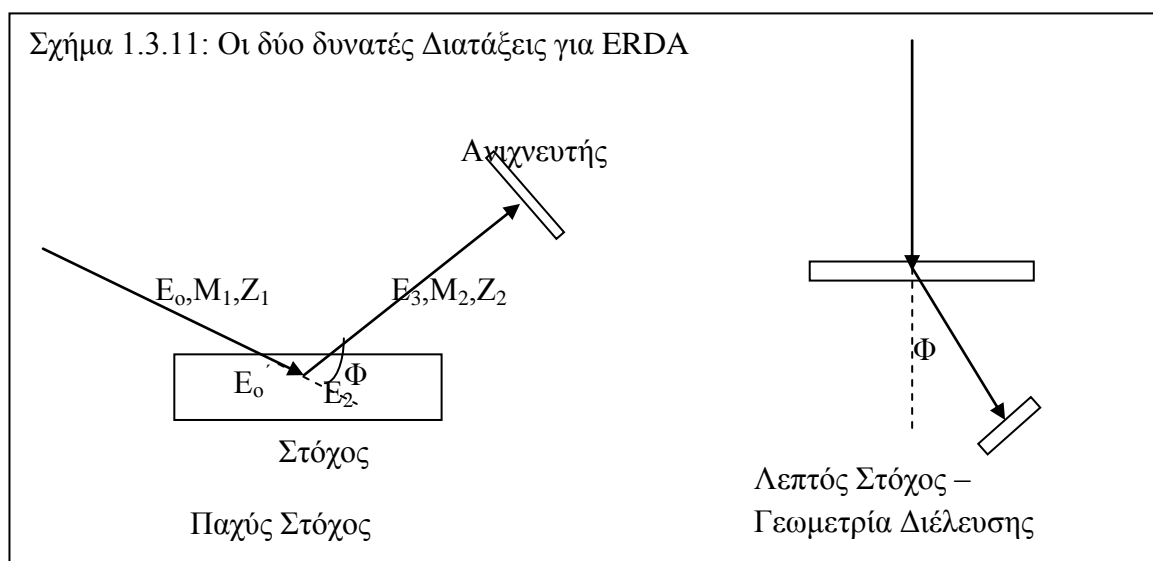 Σχήμα 1.3.11: Οι δύο δυνατές Διατάξεις για ERDA
Ανιχνευτής
Eₒ,M₁,Z₁
E₃,M₂,Z₂
Eₒ
E₂
Φ
Στόχος
Παχύς Στόχος
Φ
Λεπτός Στόχος –
Γεωμετρία Διέλευσης